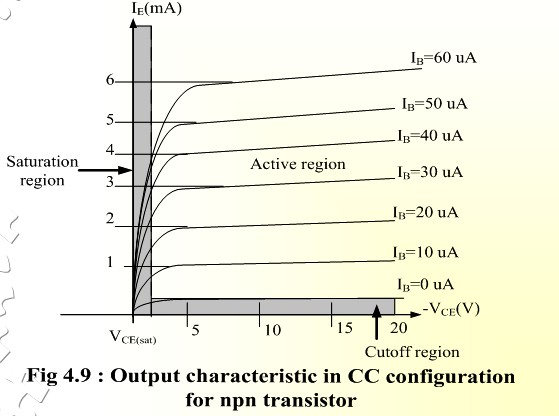 I_E(mA)
I_B=60 uA
6
I_B=50 uA
5
I_B=40 uA
4
Saturation region
Active region
I_B=30 uA
3
I_B=20 uA
2
I_B=10 uA
1
I_B=0 uA
-V_CE(V)
V_CE(sat)
5
10
15
20
Cutoff region
Fig 4.9 : Output characteristic in CC configuration
for npn transistor